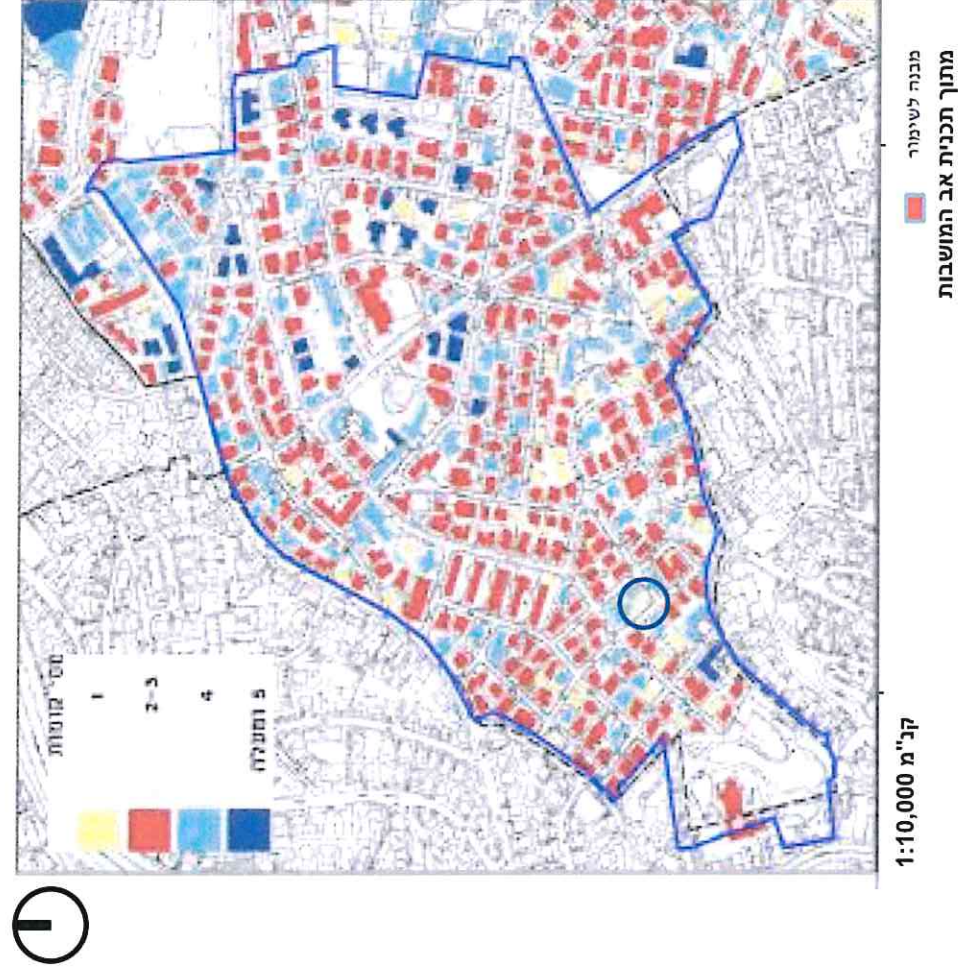 מס' קומות
1
2-3
4
5 ומעלה
קנ"מ 1:10,000
מבנה לשימור
מתוך תכנית אב המושבות